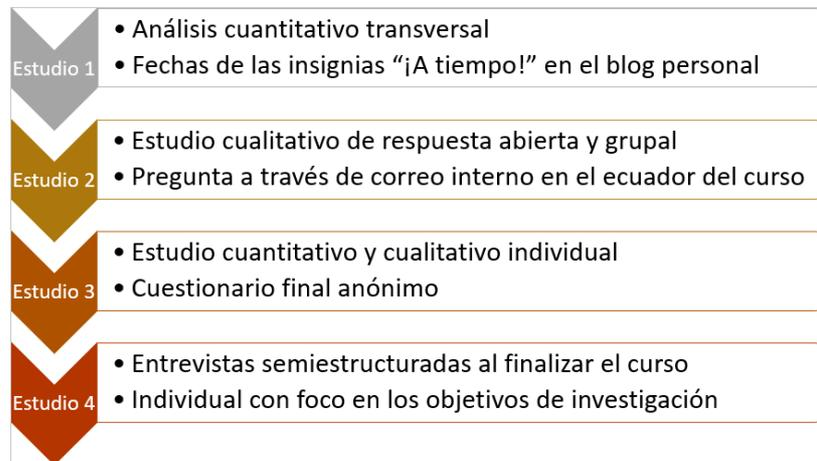 Estudio 1
• Análisis cuantitativo transversal
• Fechas de las insignias “¡A tiempo!” en el blog personal
Estudio 2
• Estudio cualitativo de respuesta abierta y grupal
• Pregunta a través de correo interno en el ecuador del curso
Estudio 3
• Estudio cuantitativo y cualitativo individual
• Cuestionario final anónimo
Estudio 4
• Entrevistas semiestructuradas al finalizar el curso
• Individual con foco en los objetivos de investigación